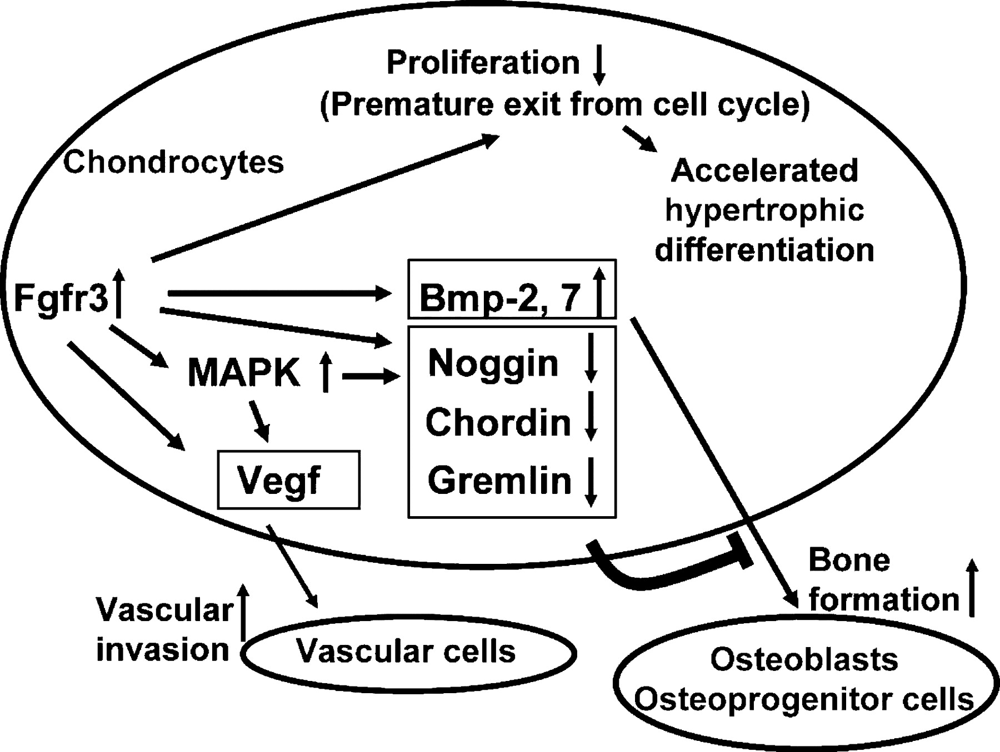 Proliferation
(Premature exit from cell cycle)
Chondrocytes
Accelerated
hypertrophic
differentiation
Fgfr3
Bmp-2, 7
MAPK
Noggin
Chordin
Gremlin
Vegf
Vascular
invasion
Vascular cells
Bone
formation
Osteoblasts
Osteoprogenitor cells